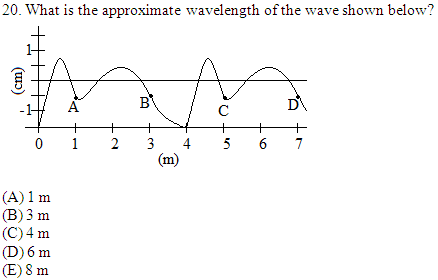 20. What is the approximate wavelength of the wave shown below?
1
(cm)
-1
A
B
C
D
0 1 2 3 4 5 6 7
(m)
(A) 1 m
(B) 3 m
(C) 4 m
(D) 6 m
(E) 8 m